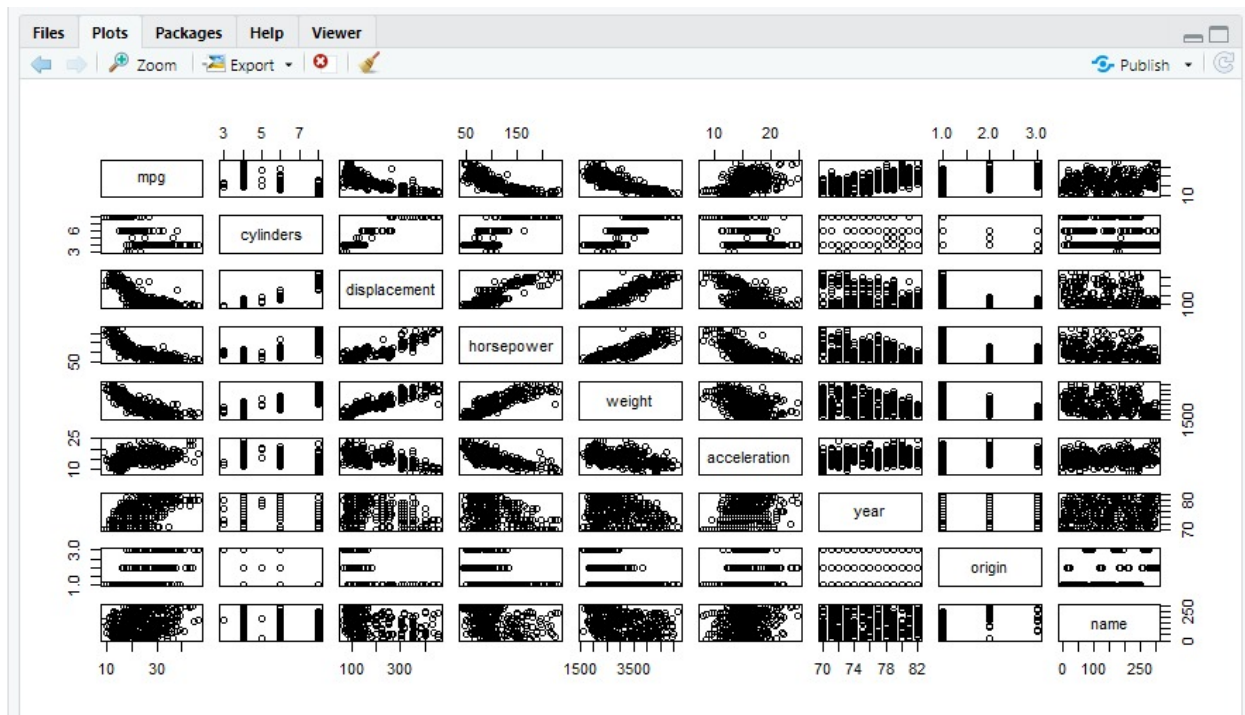 Files Plots Packages Help Viewer
Zoom Export Publish
3 5 7 50 150 10 20 1.0 2.0 3.0
mpg 10
3 6 cylinders
displacement 100
50 horsepower
weight 1500
10 25 acceleration
year 70 80
1.0 3.0 origin
name 0 250
10 30 100 300 1500 3500 70 74 78 82 0 100 250